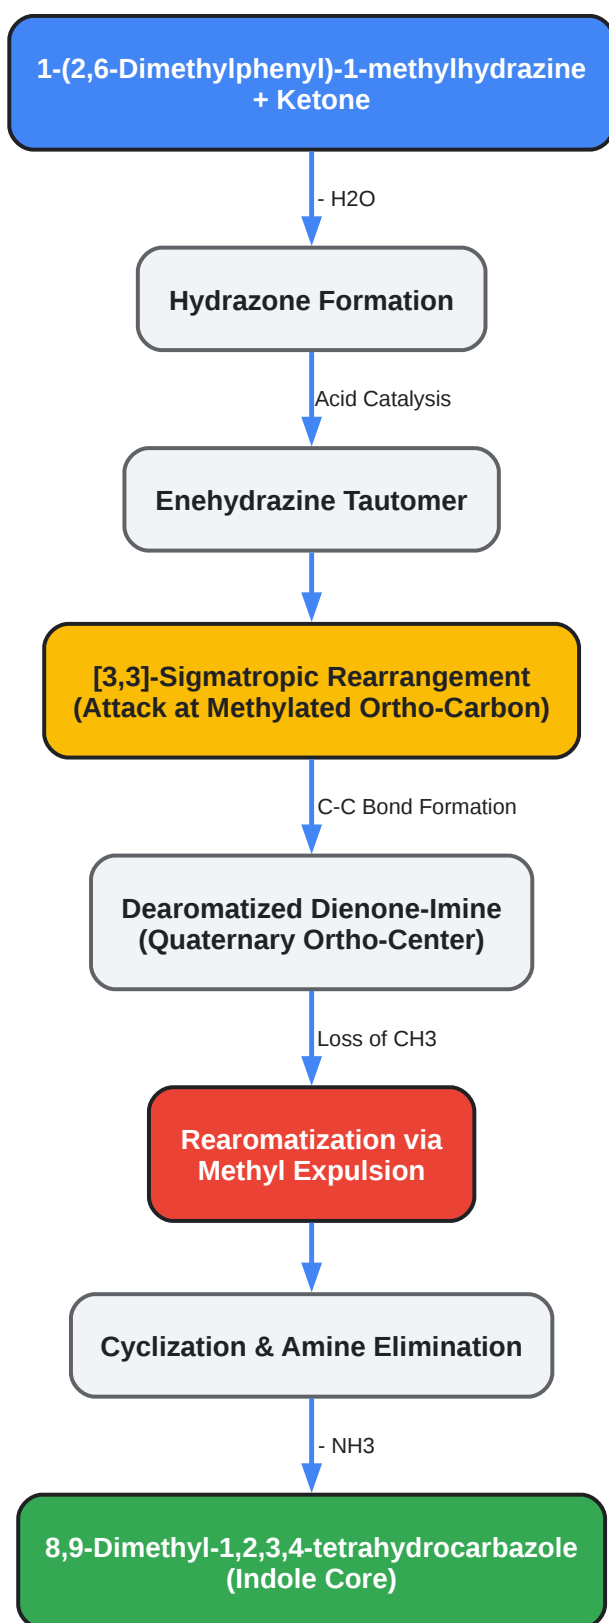 1-(2,6-Dimethylphenyl)-1-methylhydrazine
+ Ketone
- H2O
Hydrazone Formation
Acid Catalysis
Enehydrazine Tautomer
[3,3]-Sigmatropic Rearrangement
(Attack at Methylated Ortho-Carbon)
C-C Bond Formation
Dearomatized Dienone-Imine
(Quaternary Ortho-Center)
Loss of CH3
Rearomatization via
Methyl Expulsion
Cyclization & Amine Elimination
- NH3
8,9-Dimethyl-1,2,3,4-tetrahydrocarbazole
(Indole Core)